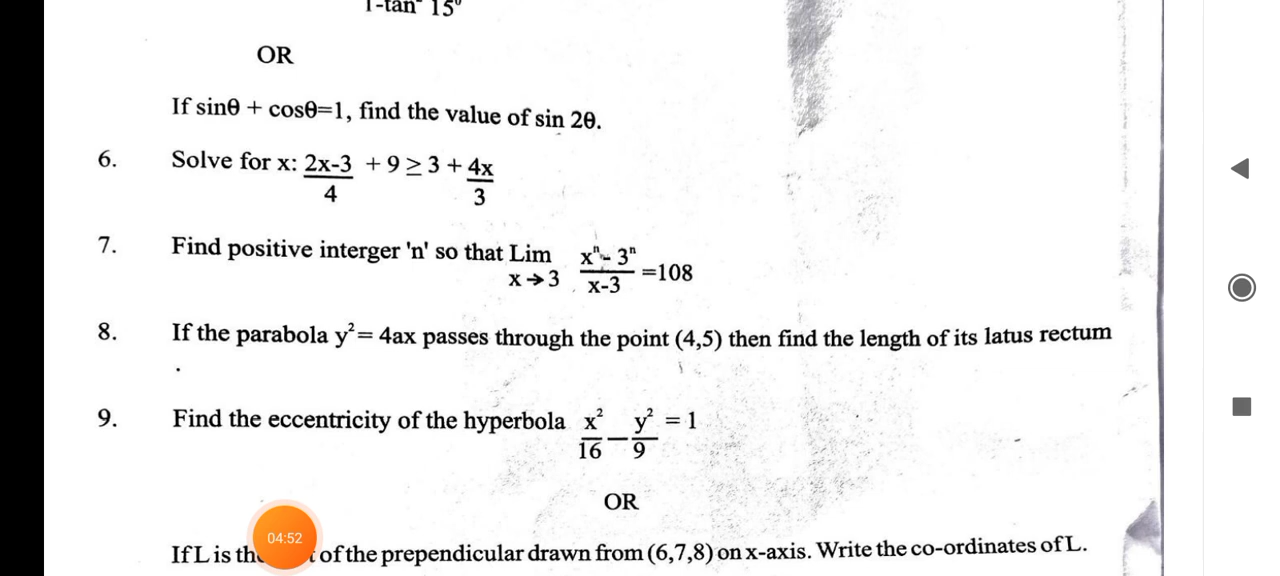 1-tan² 15⁰
OR
If sinθ + cosθ=1, find the value of sin 2θ.
6. Solve for x: 2x-3/4 + 9 ≥ 3 + 4x/3
7. Find positive interger 'n' so that Lim x→3 xⁿ - 3ⁿ/x-3 =108
8. If the parabola y²= 4ax passes through the point (4,5) then find the length of its latus rectum
.
9. Find the eccentricity of the hyperbola x²/16 - y²/9 = 1
OR
04:52
If L is the of the prependicular drawn from (6,7,8) on x-axis. Write the co-ordinates of L.